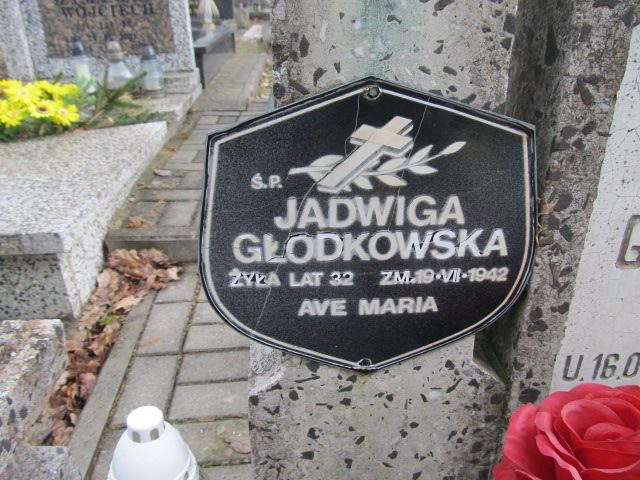 WOJCIECH
Ś.P.
JADWIGA
GŁODKOWSKA
ŻYŁA LAT 32 ZM.19·VII·1942
AVE MARIA
U.16.0